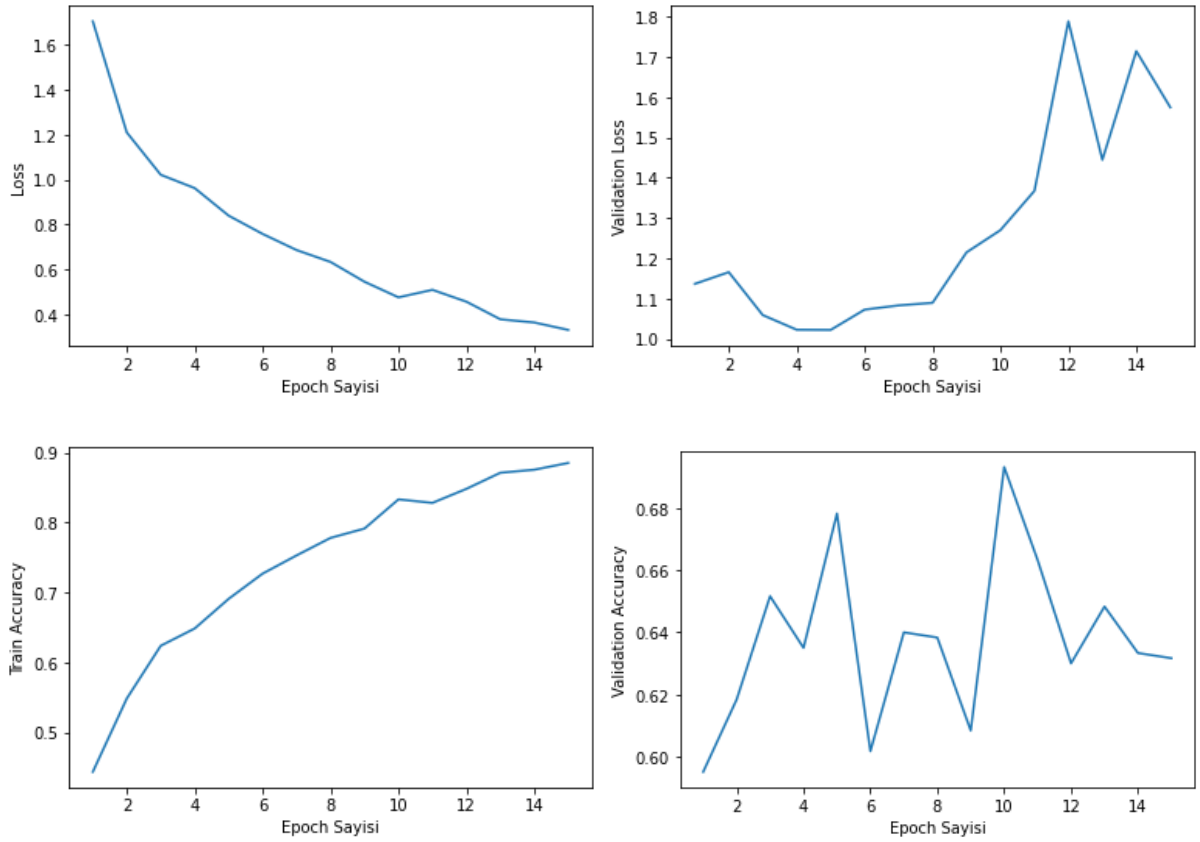 Loss
1.6
1.4
1.2
1.0
0.8
0.6
0.4
2 4 6 8 10 12 14
Epoch Sayisi
Validation Loss
1.8
1.7
1.6
1.5
1.4
1.3
1.2
1.1
1.0
2 4 6 8 10 12 14
Epoch Sayisi
Train Accuracy
0.9
0.8
0.7
0.6
0.5
2 4 6 8 10 12 14
Epoch Sayisi
Validation Accuracy
0.68
0.66
0.64
0.62
0.60
2 4 6 8 10 12 14
Epoch Sayisi